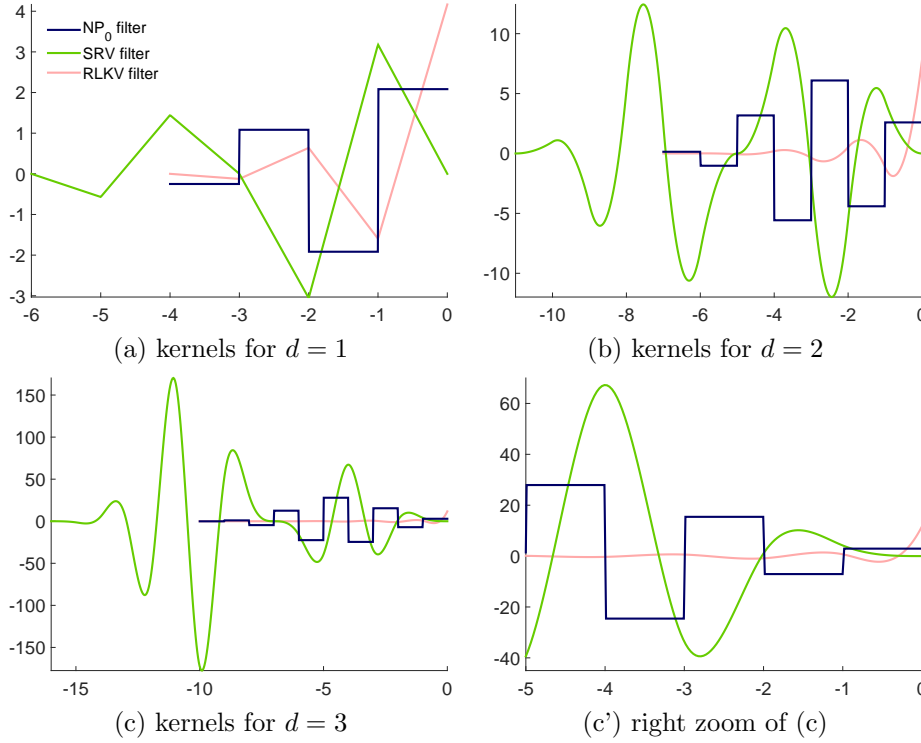 4
3
2
1
0
-1
-2
-3
-6 -5 -4 -3 -2 -1 0
NP0 filter
SRV filter
RLKV filter
(a) kernels for d = 1
10
5
0
-5
-10
-10 -8 -6 -4 -2 0
(b) kernels for d = 2
150
100
50
0
-50
-100
-150
-15 -10 -5 0
(c) kernels for d = 3
60
40
20
0
-20
-40
-5 -4 -3 -2 -1 0
(c') right zoom of (c)